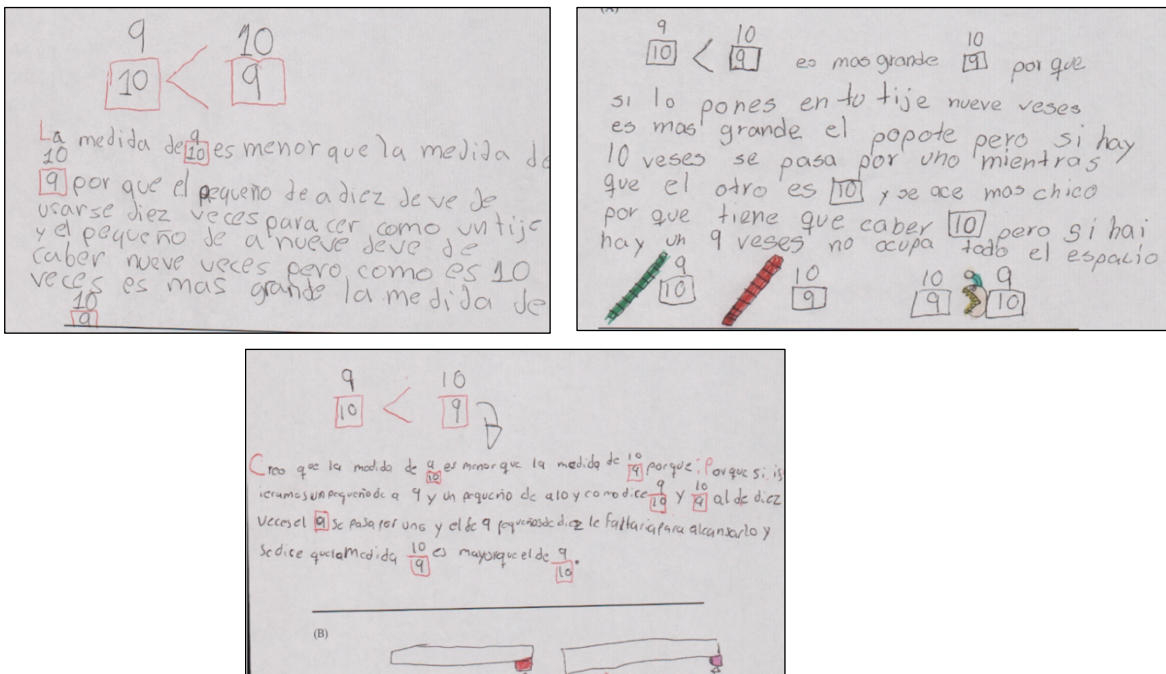 9 10
10 < 9
La medida de 9 es menor que la medida de
10 10
9 por que el pequeño de a diez de ve de
usarse diez veces para cer como un tije
y el pequeño de a nueve deve de
caber nueve veces pero como es 10
veces es mas grande la medida de
10
9
9 10 10
10 < 9 es mas grande 9 por que
si lo pones en tu tije nueve veses
es mas grande el popote pero si hay
10 veses se pasa por uno mientras
que el otro es 10 y se ace mas chico
por que tiene que caber 10 pero si hai
hay un 9 veses no ocupa todo el espacio
9 10 10 9
10 9 9 10
9 10
10 < 9
Creo que la medida de 9 es menor que la medida de 10 porque: Porque si is
10 9
ieramos un pequeño de a 9 y un pequeño de a 10 y como dice 9 y 10 al de diez
10 9
veces el 9 se pasa por uno y el de 9 pequeños de diez le faltaria para alcansarlo y
se dice que la medida 10 es mayor que el de 9.
9 10
(B)